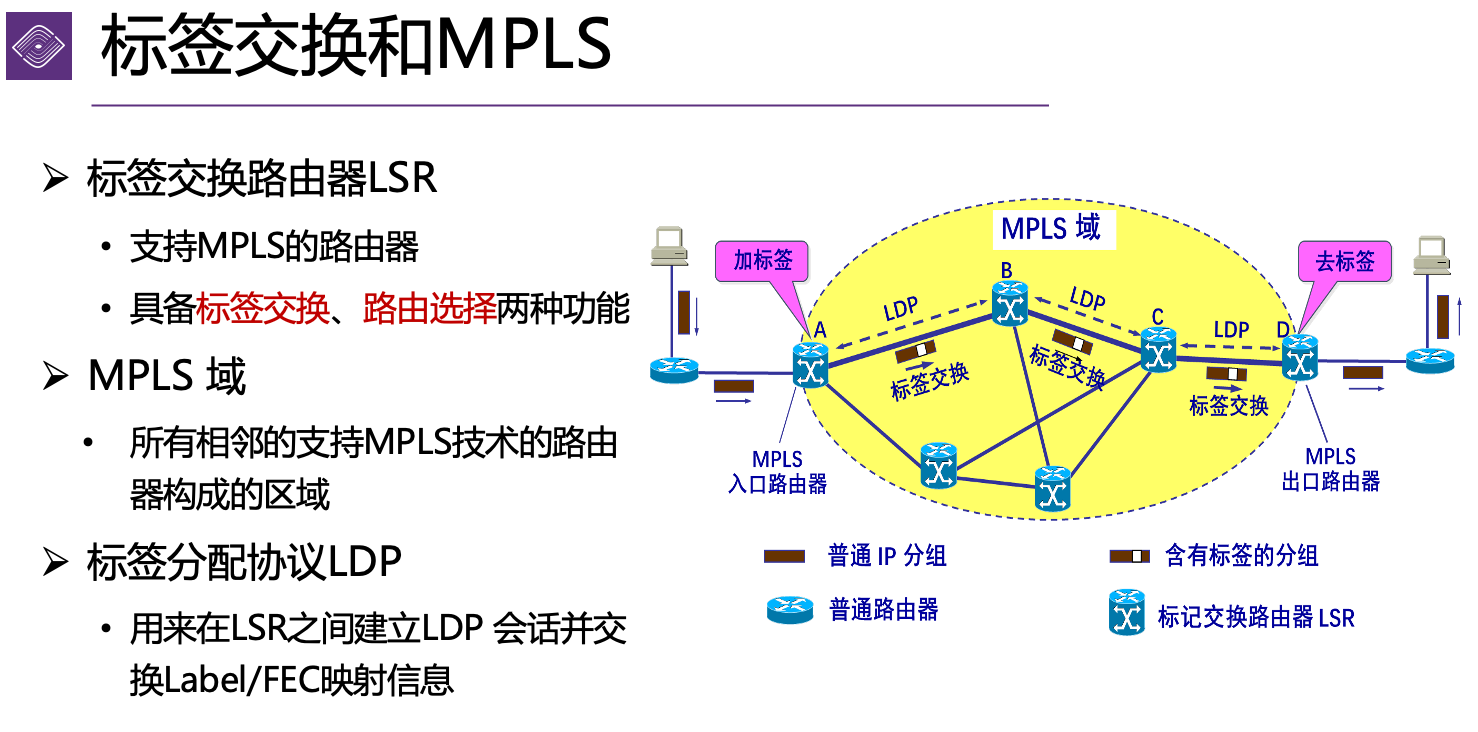 标签交换和MPLS
➢ 标签交换路由器LSR
• 支持MPLS的路由器
• 具备标签交换、路由选择两种功能
➢ MPLS 域
• 所有相邻的支持MPLS技术的路由
器构成的区域
➢ 标签分配协议LDP
• 用来在LSR之间建立LDP 会话并交
换Label/FEC映射信息
MPLS 域
加标签
去标签
A
B
C
D
LDP
LDP
LDP
标签交换
标签交换
标签交换
MPLS
入口路由器
MPLS
出口路由器
普通 IP 分组
含有标签的分组
普通路由器
标记交换路由器 LSR